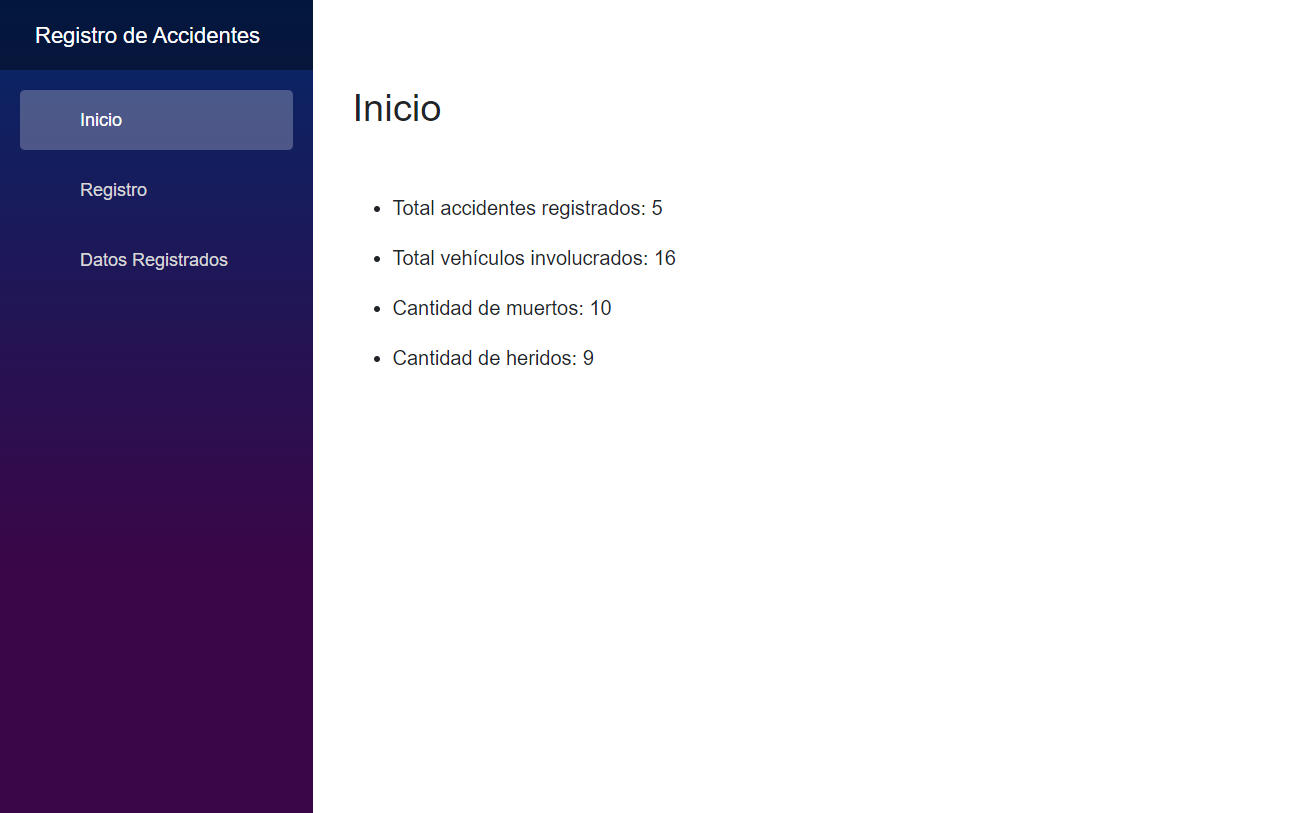 Registro de Accidentes
Inicio
Registro
Datos Registrados
Inicio
Total accidentes registrados: 5
Total vehículos involucrados: 16
Cantidad de muertos: 10
Cantidad de heridos: 9